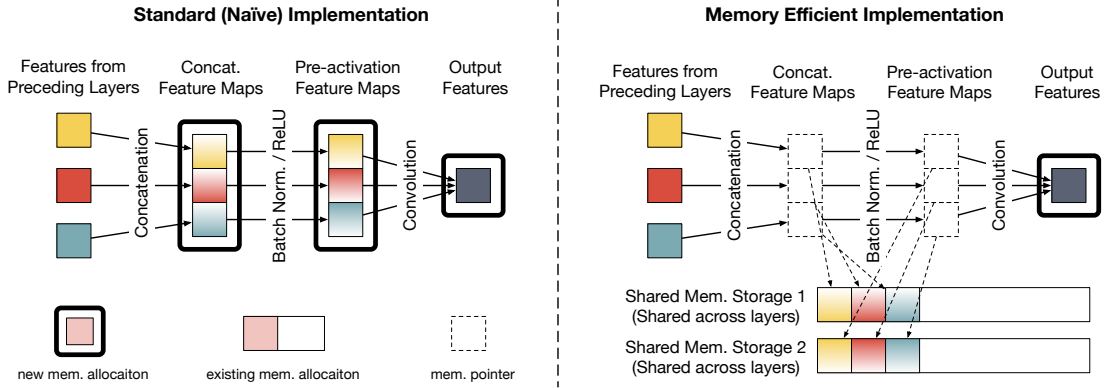 Standard (Naïve) Implementation
Features from
Preceding Layers
Concat.
Feature Maps
Pre-activation
Feature Maps
Output
Features
Concatenation
Batch Norm. / ReLU
Convolution
new mem. allocaiton
existing mem. allocaiton
mem. pointer
Memory Efficient Implementation
Features from
Preceding Layers
Concat.
Feature Maps
Pre-activation
Feature Maps
Output
Features
Concatenation
Batch Norm. / ReLU
Convolution
Shared Mem. Storage 1
(Shared across layers)
Shared Mem. Storage 2
(Shared across layers)